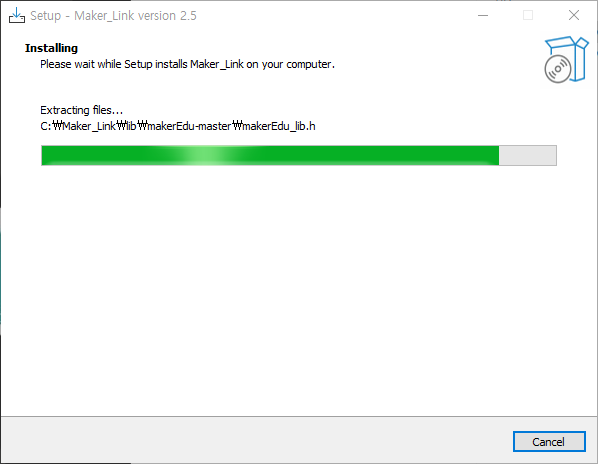 Setup - Maker_Link version 2.5
Installing
Please wait while Setup installs Maker_Link on your computer.
Extracting files...
C:₩Maker_Link₩lib₩makerEdu-master₩makerEdu_lib.h
Cancel